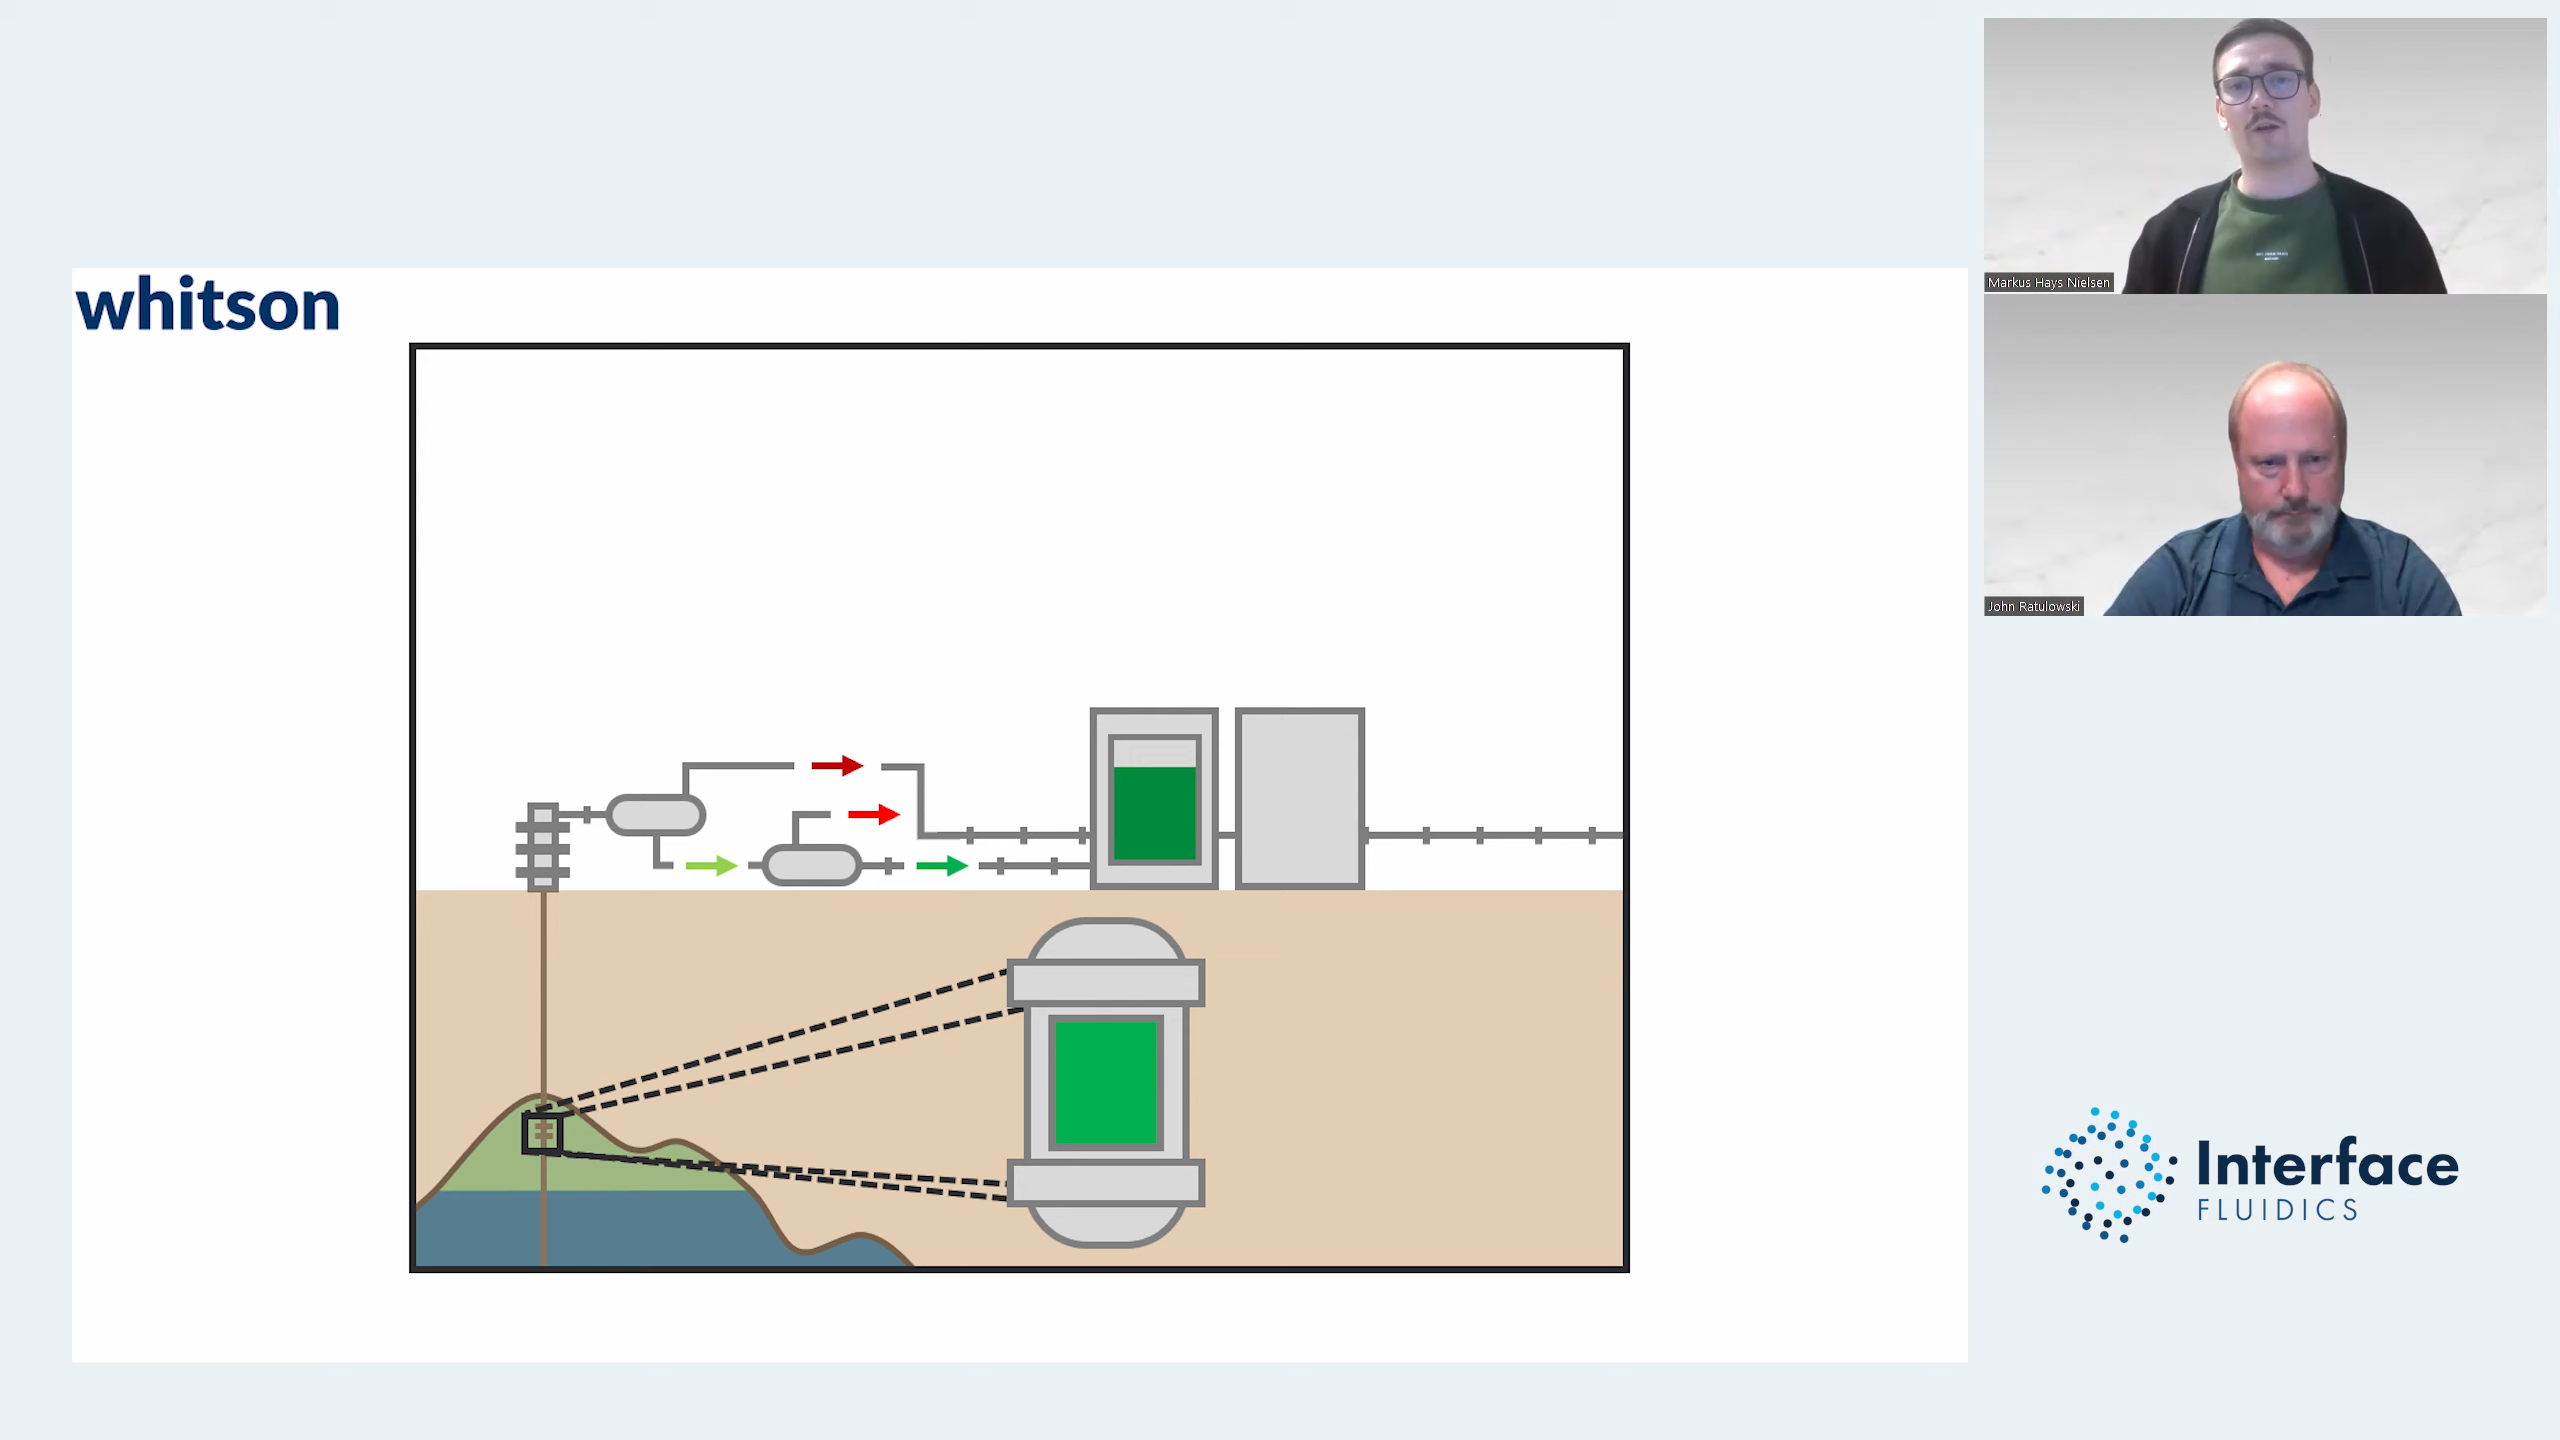 whitson
Markus Hays Nielsen
John Ratulowski
Interface
FLUIDICS